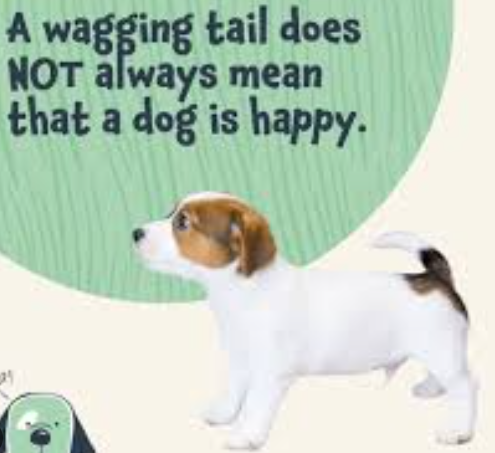 A wagging tail does
NOT always mean
that a dog is happy.